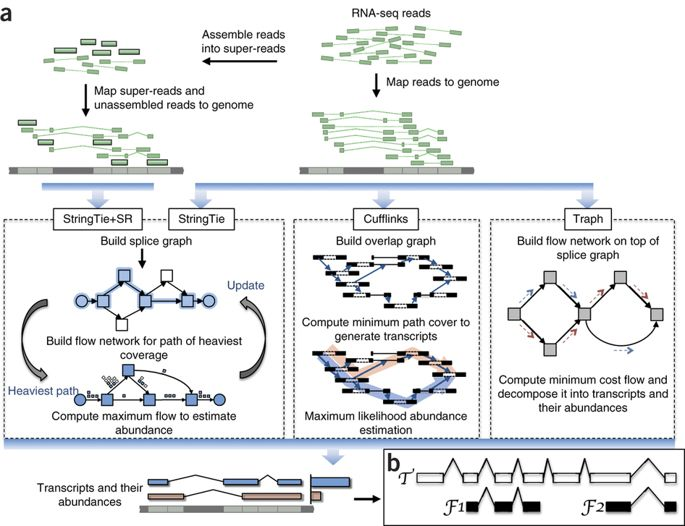 a
RNA-seq reads
Assemble reads
into super-reads
Map super-reads and
unassembled reads to genome
Map reads to genome
StringTie+SR
StringTie
Cufflinks
Traph
Build splice graph
Update
Build flow network for path of heaviest
coverage
Heaviest path
Compute maximum flow to estimate
abundance
Build overlap graph
Compute minimum path cover to
generate transcripts
Maximum likelihood abundance
estimation
Build flow network on top of
splice graph
Compute minimum cost flow and
decompose it into transcripts and
their abundances
Transcripts and their
abundances
b
T
F1
F2